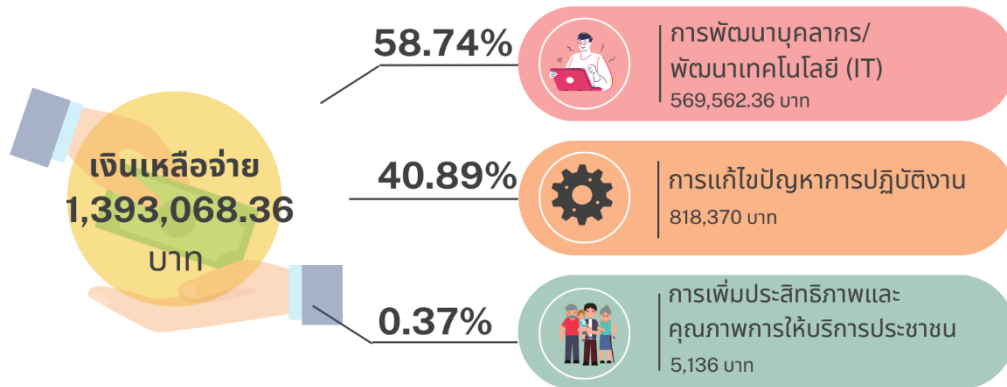 เงินเหลือจ่าย
1,393,068.36
บาท
58.74%
การพัฒนาบุคลากร/
พัฒนาเทคโนโลยี (IT)
569,562.36 บาท
40.89%
การแก้ไขปัญหาการปฏิบัติงาน
818,370 บาท
0.37%
การเพิ่มประสิทธิภาพและ
คุณภาพการให้บริการประชาชน
5,136 บาท